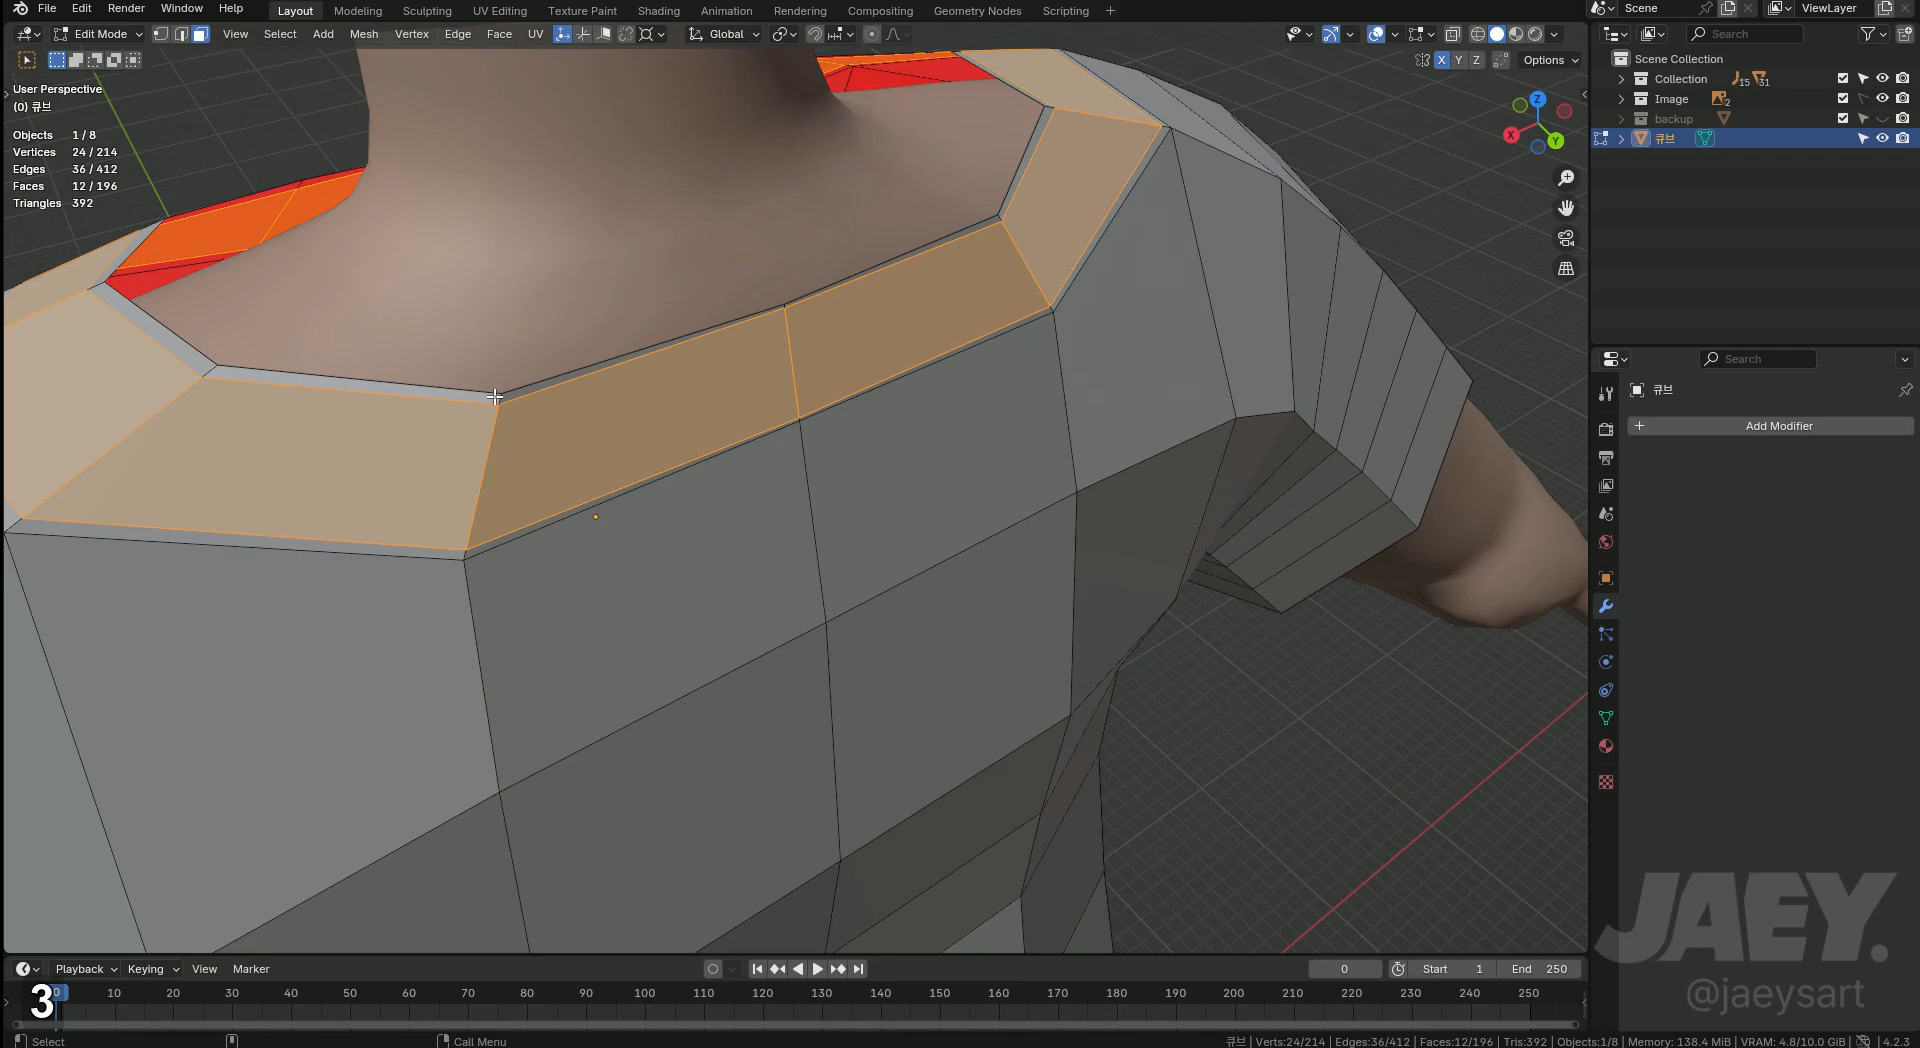 File Edit Render Window Help Layout Modeling Sculpting UV Editing Texture Paint Shading Animation Rendering Compositing Geometry Nodes Scripting Scene ViewLayer
Edit Mode View Select Add Mesh Vertex Edge Face UV Global Search
X Y Z Options
User Perspective
(0) 큐브
Objects 1 / 8
Vertices 24 / 214
Edges 36 / 412
Faces 12 / 196
Triangles 392
Z
X
Y
Scene Collection
Collection 15 31
Image 2
backup
큐브
Search
큐브
Add Modifier
JAEY.
@jaeysart
Playback Keying View Marker 0 Start 1 End 250
3
0 10 20 30 40 50 60 70 80 90 100 110 120 130 140 150 160 170 180 190 200 210 220 230 240 250
Select Call Menu 큐브 | Verts:24/214 | Edges:36/412 | Faces:12/196 | Tris:392 | Objects:1/8 | Memory: 138.4 MiB | VRAM: 4.8/10.0 GiB | 4.2.3